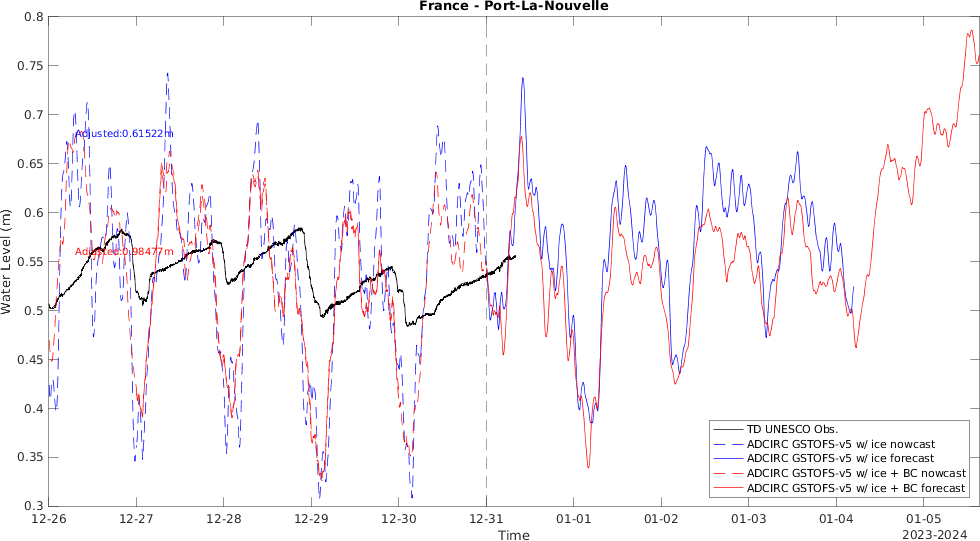 France - Port-La-Nouvelle
Water Level (m)
0.8
0.75
0.7
0.65
0.6
0.55
0.5
0.45
0.4
0.35
0.3
Adjusted:0.61522m
Adjusted:0.98477m
TD UNESCO Obs.
ADCIRC GSTOFS-v5 w/ ice nowcast
ADCIRC GSTOFS-v5 w/ ice forecast
ADCIRC GSTOFS-v5 w/ ice + BC nowcast
ADCIRC GSTOFS-v5 w/ ice + BC forecast
12-26 12-27 12-28 12-29 12-30 12-31 01-01 01-02 01-03 01-04 01-05
Time
2023-2024